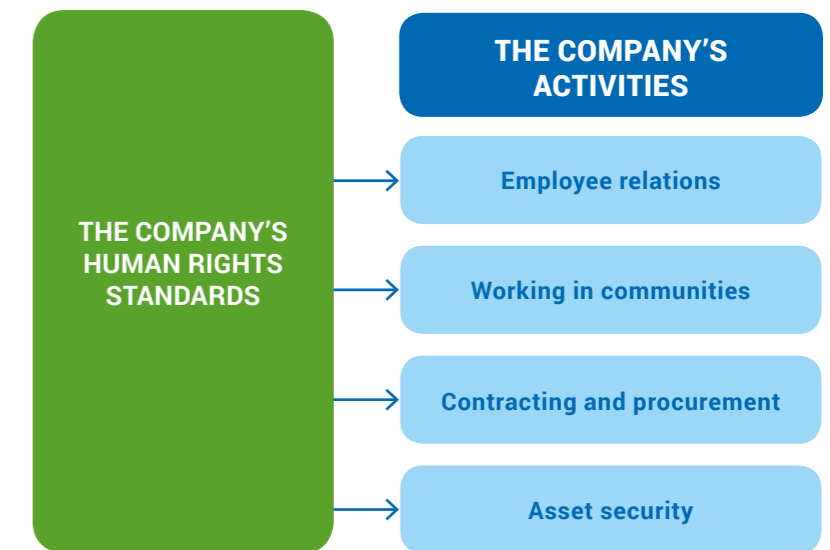 THE COMPANY’S
HUMAN RIGHTS
STANDARDS
THE COMPANY’S
ACTIVITIES
Employee relations
Working in communities
Contracting and procurement
Asset security